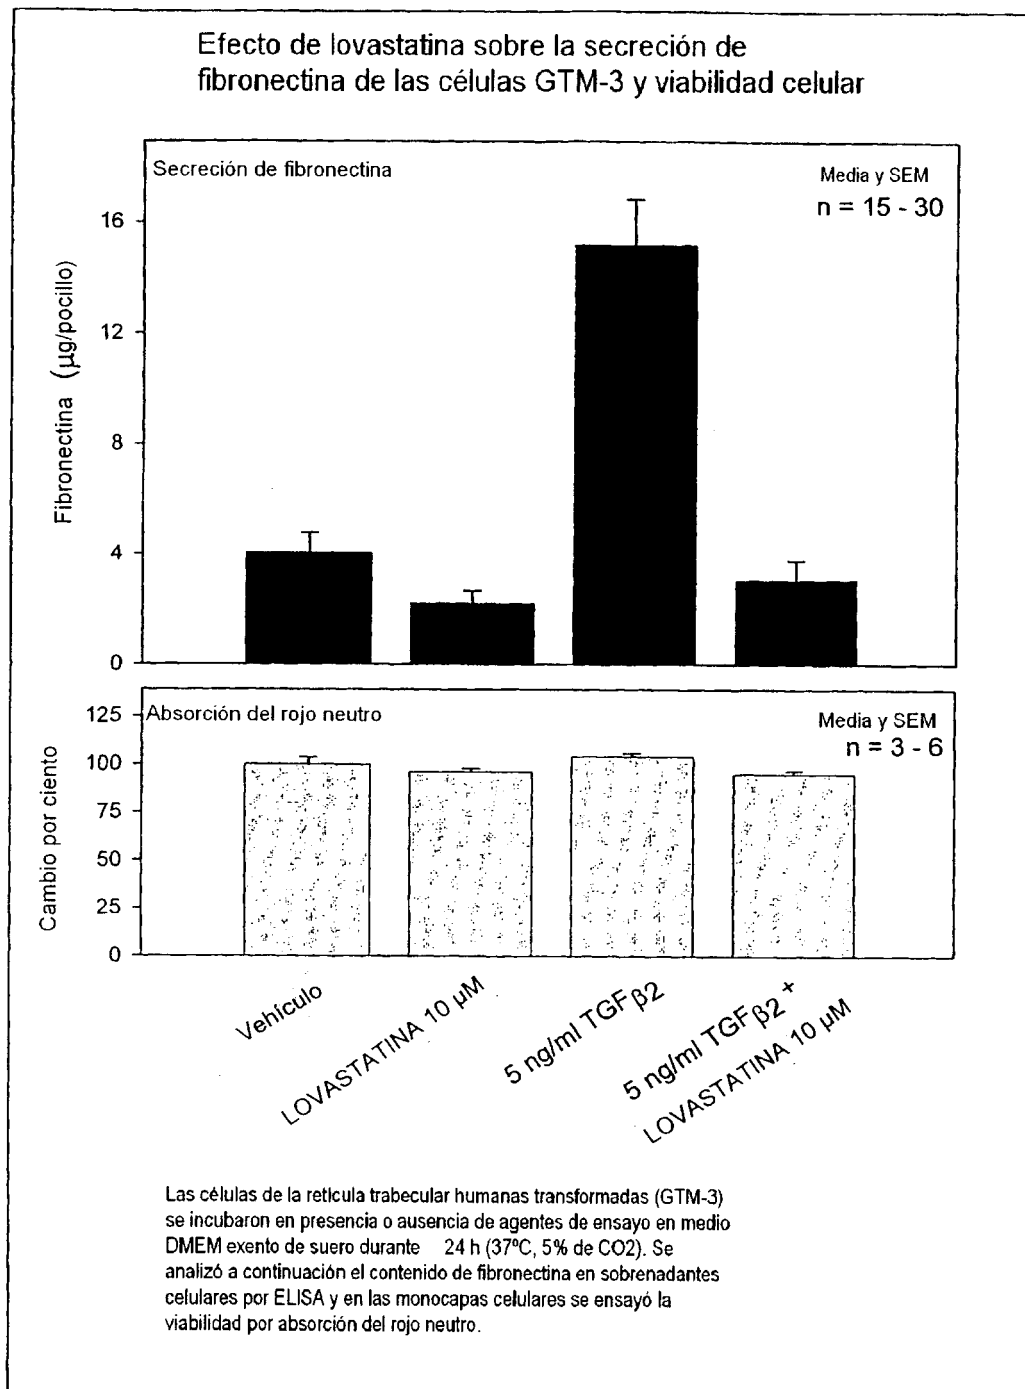 Efecto de lovastatina sobre la secreción de
fibronectina de las células GTM-3 y viabilidad celular
Secreción de fibronectina
Media y SEM
n = 15 - 30
Fibronectina (µg/pocillo)
16
12
8
4
0
Absorción del rojo neutro
Media y SEM
n = 3 - 6
Cambio por ciento
125
100
75
50
25
0
Vehículo
LOVASTATINA 10 µM
5 ng/ml TGFβ2
5 ng/ml TGFβ2 +
LOVASTATINA 10 µM
Las células de la retícula trabecular humanas transformadas (GTM-3)
se incubaron en presencia o ausencia de agentes de ensayo en medio
DMEM exento de suero durante 24 h (37ºC, 5% de CO2). Se
analizó a continuación el contenido de fibronectina en sobrenadantes
celulares por ELISA y en las monocapas celulares se ensayó la
viabilidad por absorción del rojo neutro.